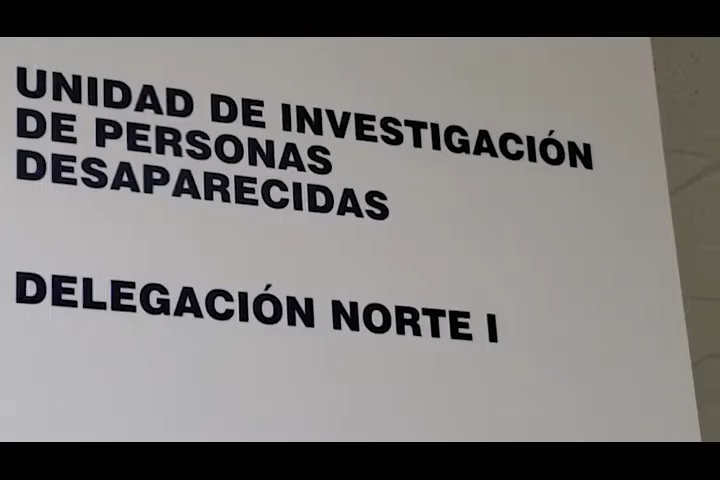 UNIDAD DE INVESTIGACIÓN
DE PERSONAS
DESAPARECIDAS
DELEGACIÓN NORTE I